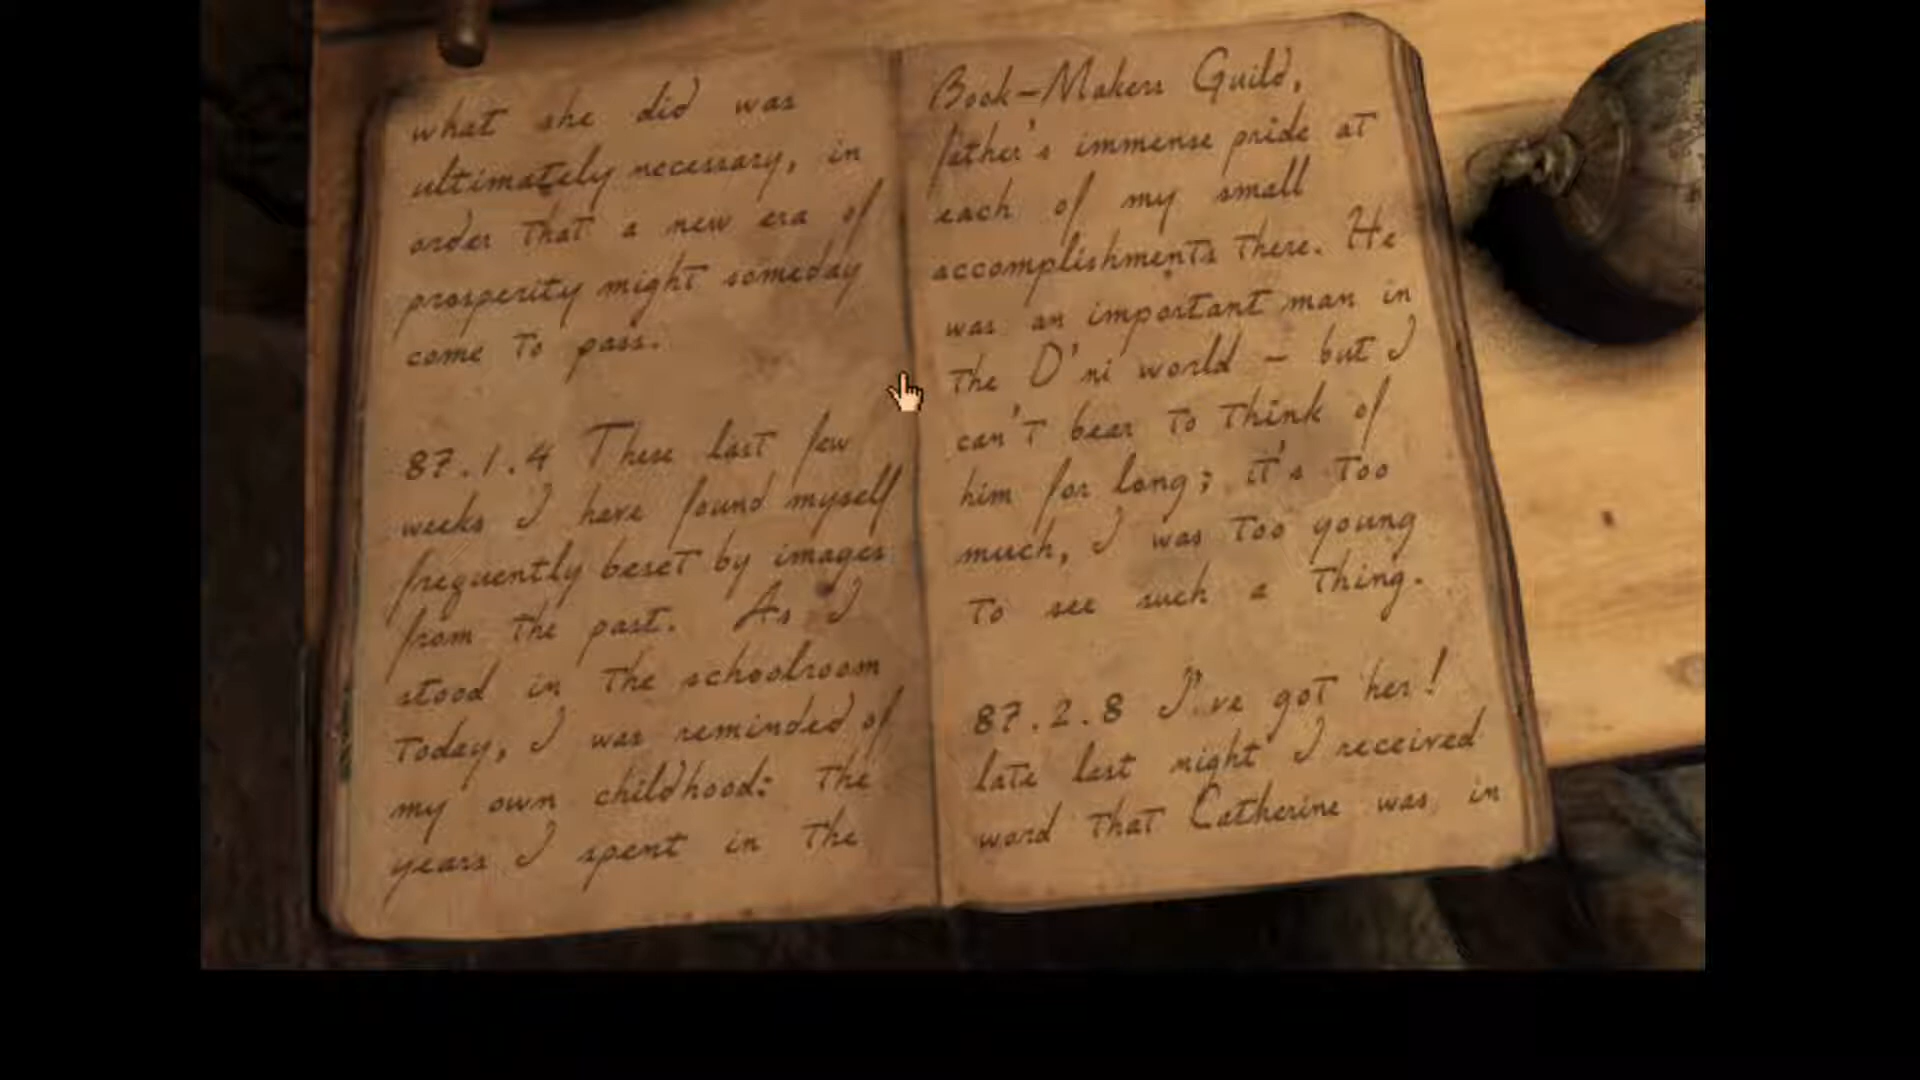 what she did was
ultimately necessary, in
order that a new era of
prosperity might someday
come to pass.
87.1.4 These last few
weeks I have found myself
frequently beset by images
from the past. As I
stood in the schoolroom
today, I was reminded of
my own childhood: the
years I spent in the
Book-Makers Guild,
father's immense pride at
each of my small
accomplishments there. He
was an important man in
the D'ni world - but I
can't bear to think of
him for long; it's too
much, I was too young
to see such a thing.
87.2.8 I've got her!
late last night I received
word that Catherine was in